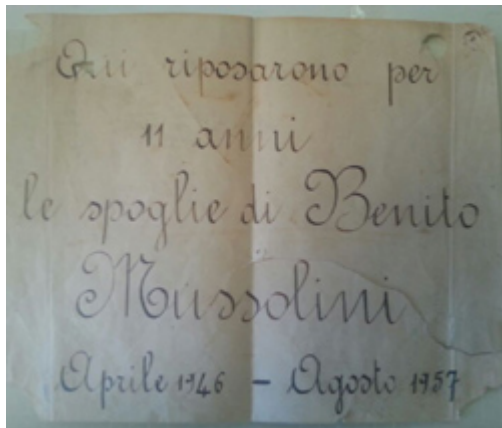 Qui riposarono per
11 anni
le spoglie di Benito
Mussolini
Aprile 1946 - Agosto 1957